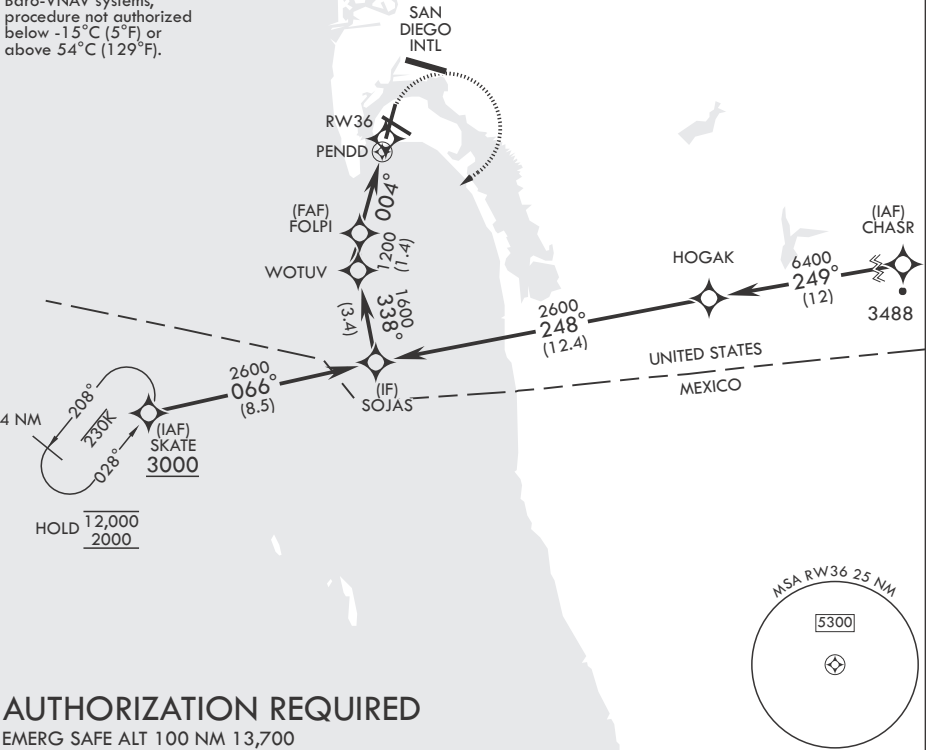 Baro-VNAV systems,
procedure not authorized
below -15°C (5°F) or
above 54°C (129°F).
SAN
DIEGO
INTL
RW36
PENDD
004°
(FAF)
FOLPI
1200
(1.4)
WOTUV
1600
338°
(3.4)
(IAF)
CHASR
HOGAK
6400
249°
(12)
3488
2600
248°
(12.4)
UNITED STATES
MEXICO
(IF)
SOJAS
2600
066°
(8.5)
208°
230K
028°
4 NM
(IAF)
SKATE
3000
HOLD
12,000
2000
MSA RW36 25 NM
5300
AUTHORIZATION REQUIRED
EMERG SAFE ALT 100 NM 13,700